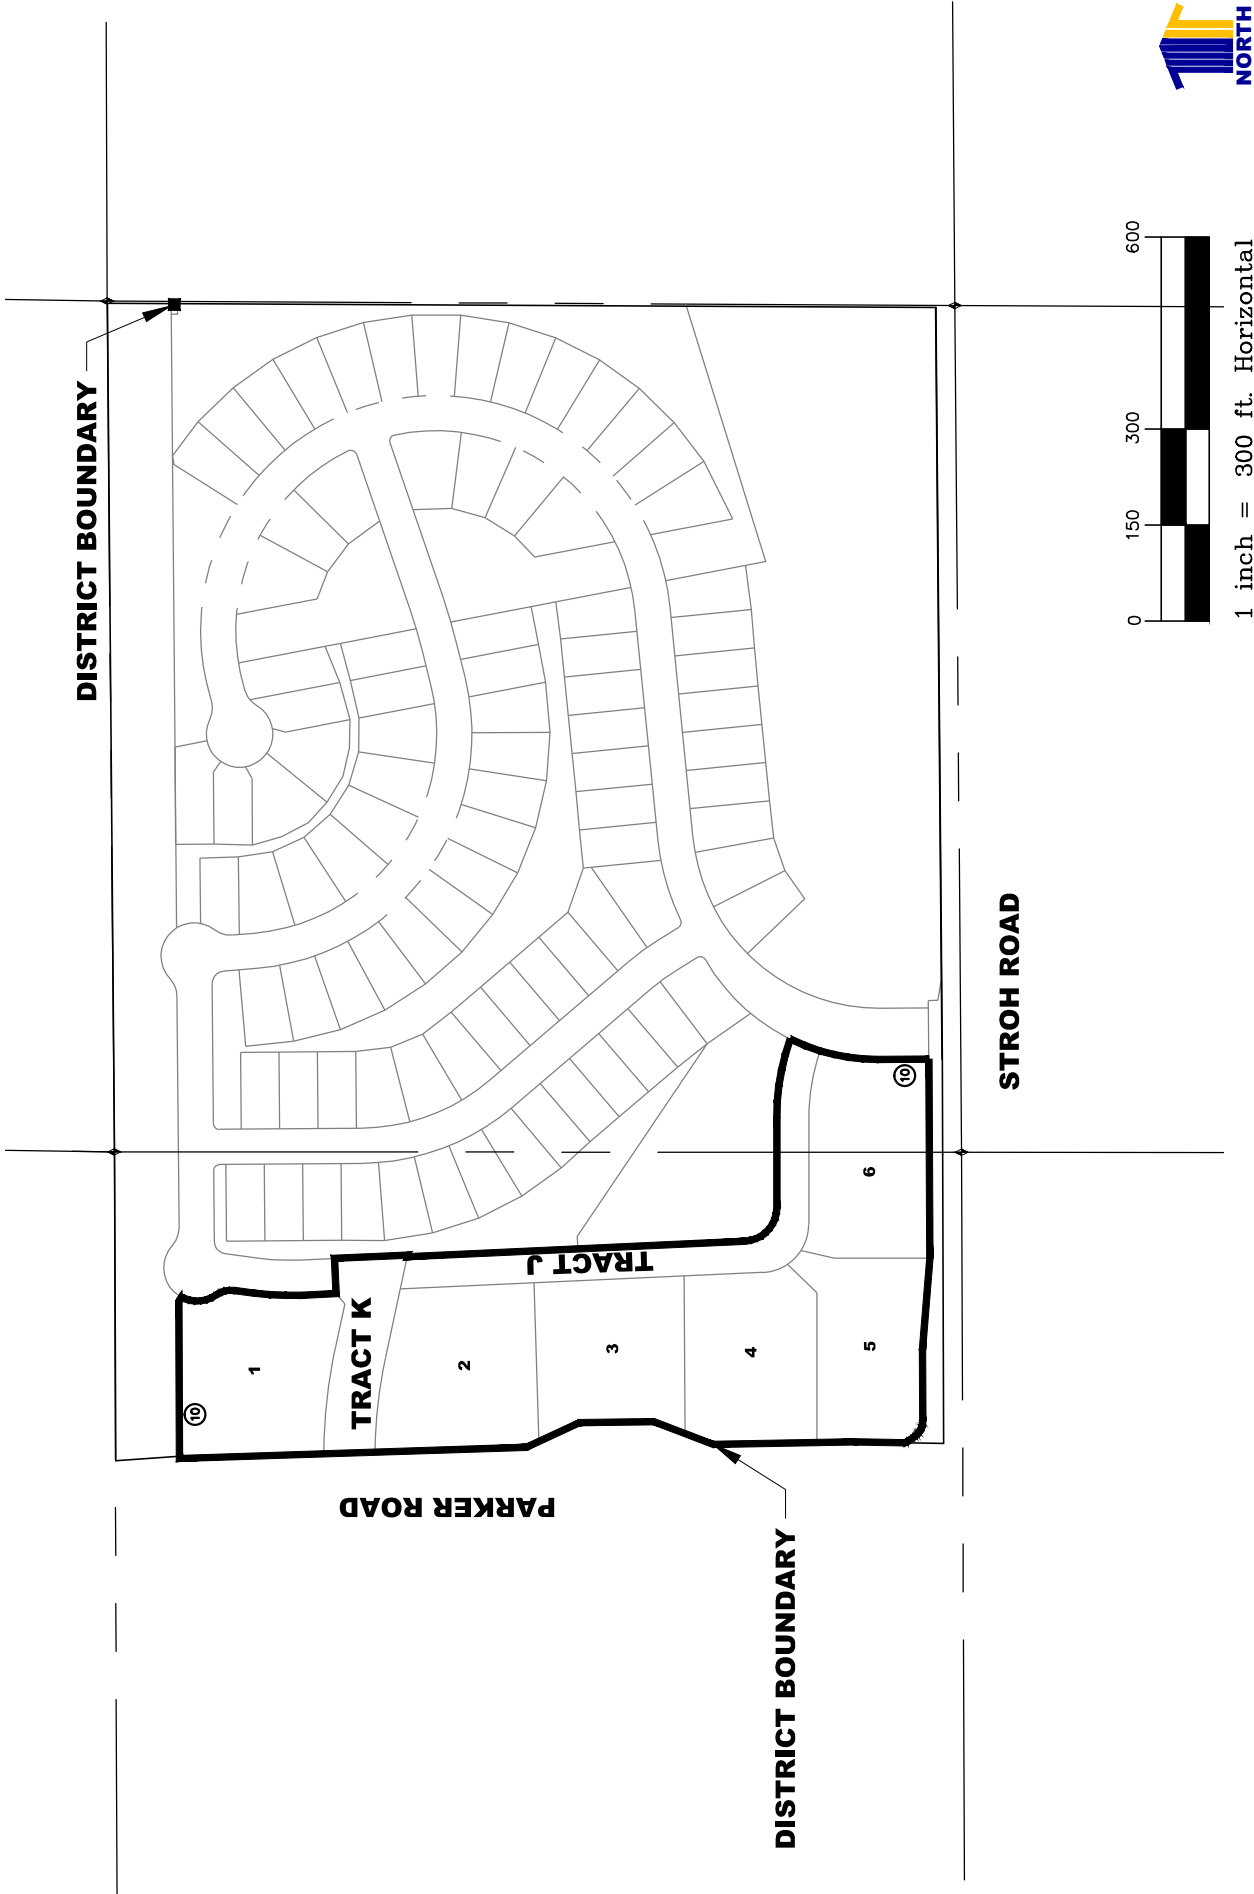 NORTH
DISTRICT BOUNDARY
600
300
150
0
1 inch = 300 ft. Horizontal
STROH ROAD
10
6
TRACT J
TRACT K
1
2
3
4
5
10
PARKER ROAD
DISTRICT BOUNDARY